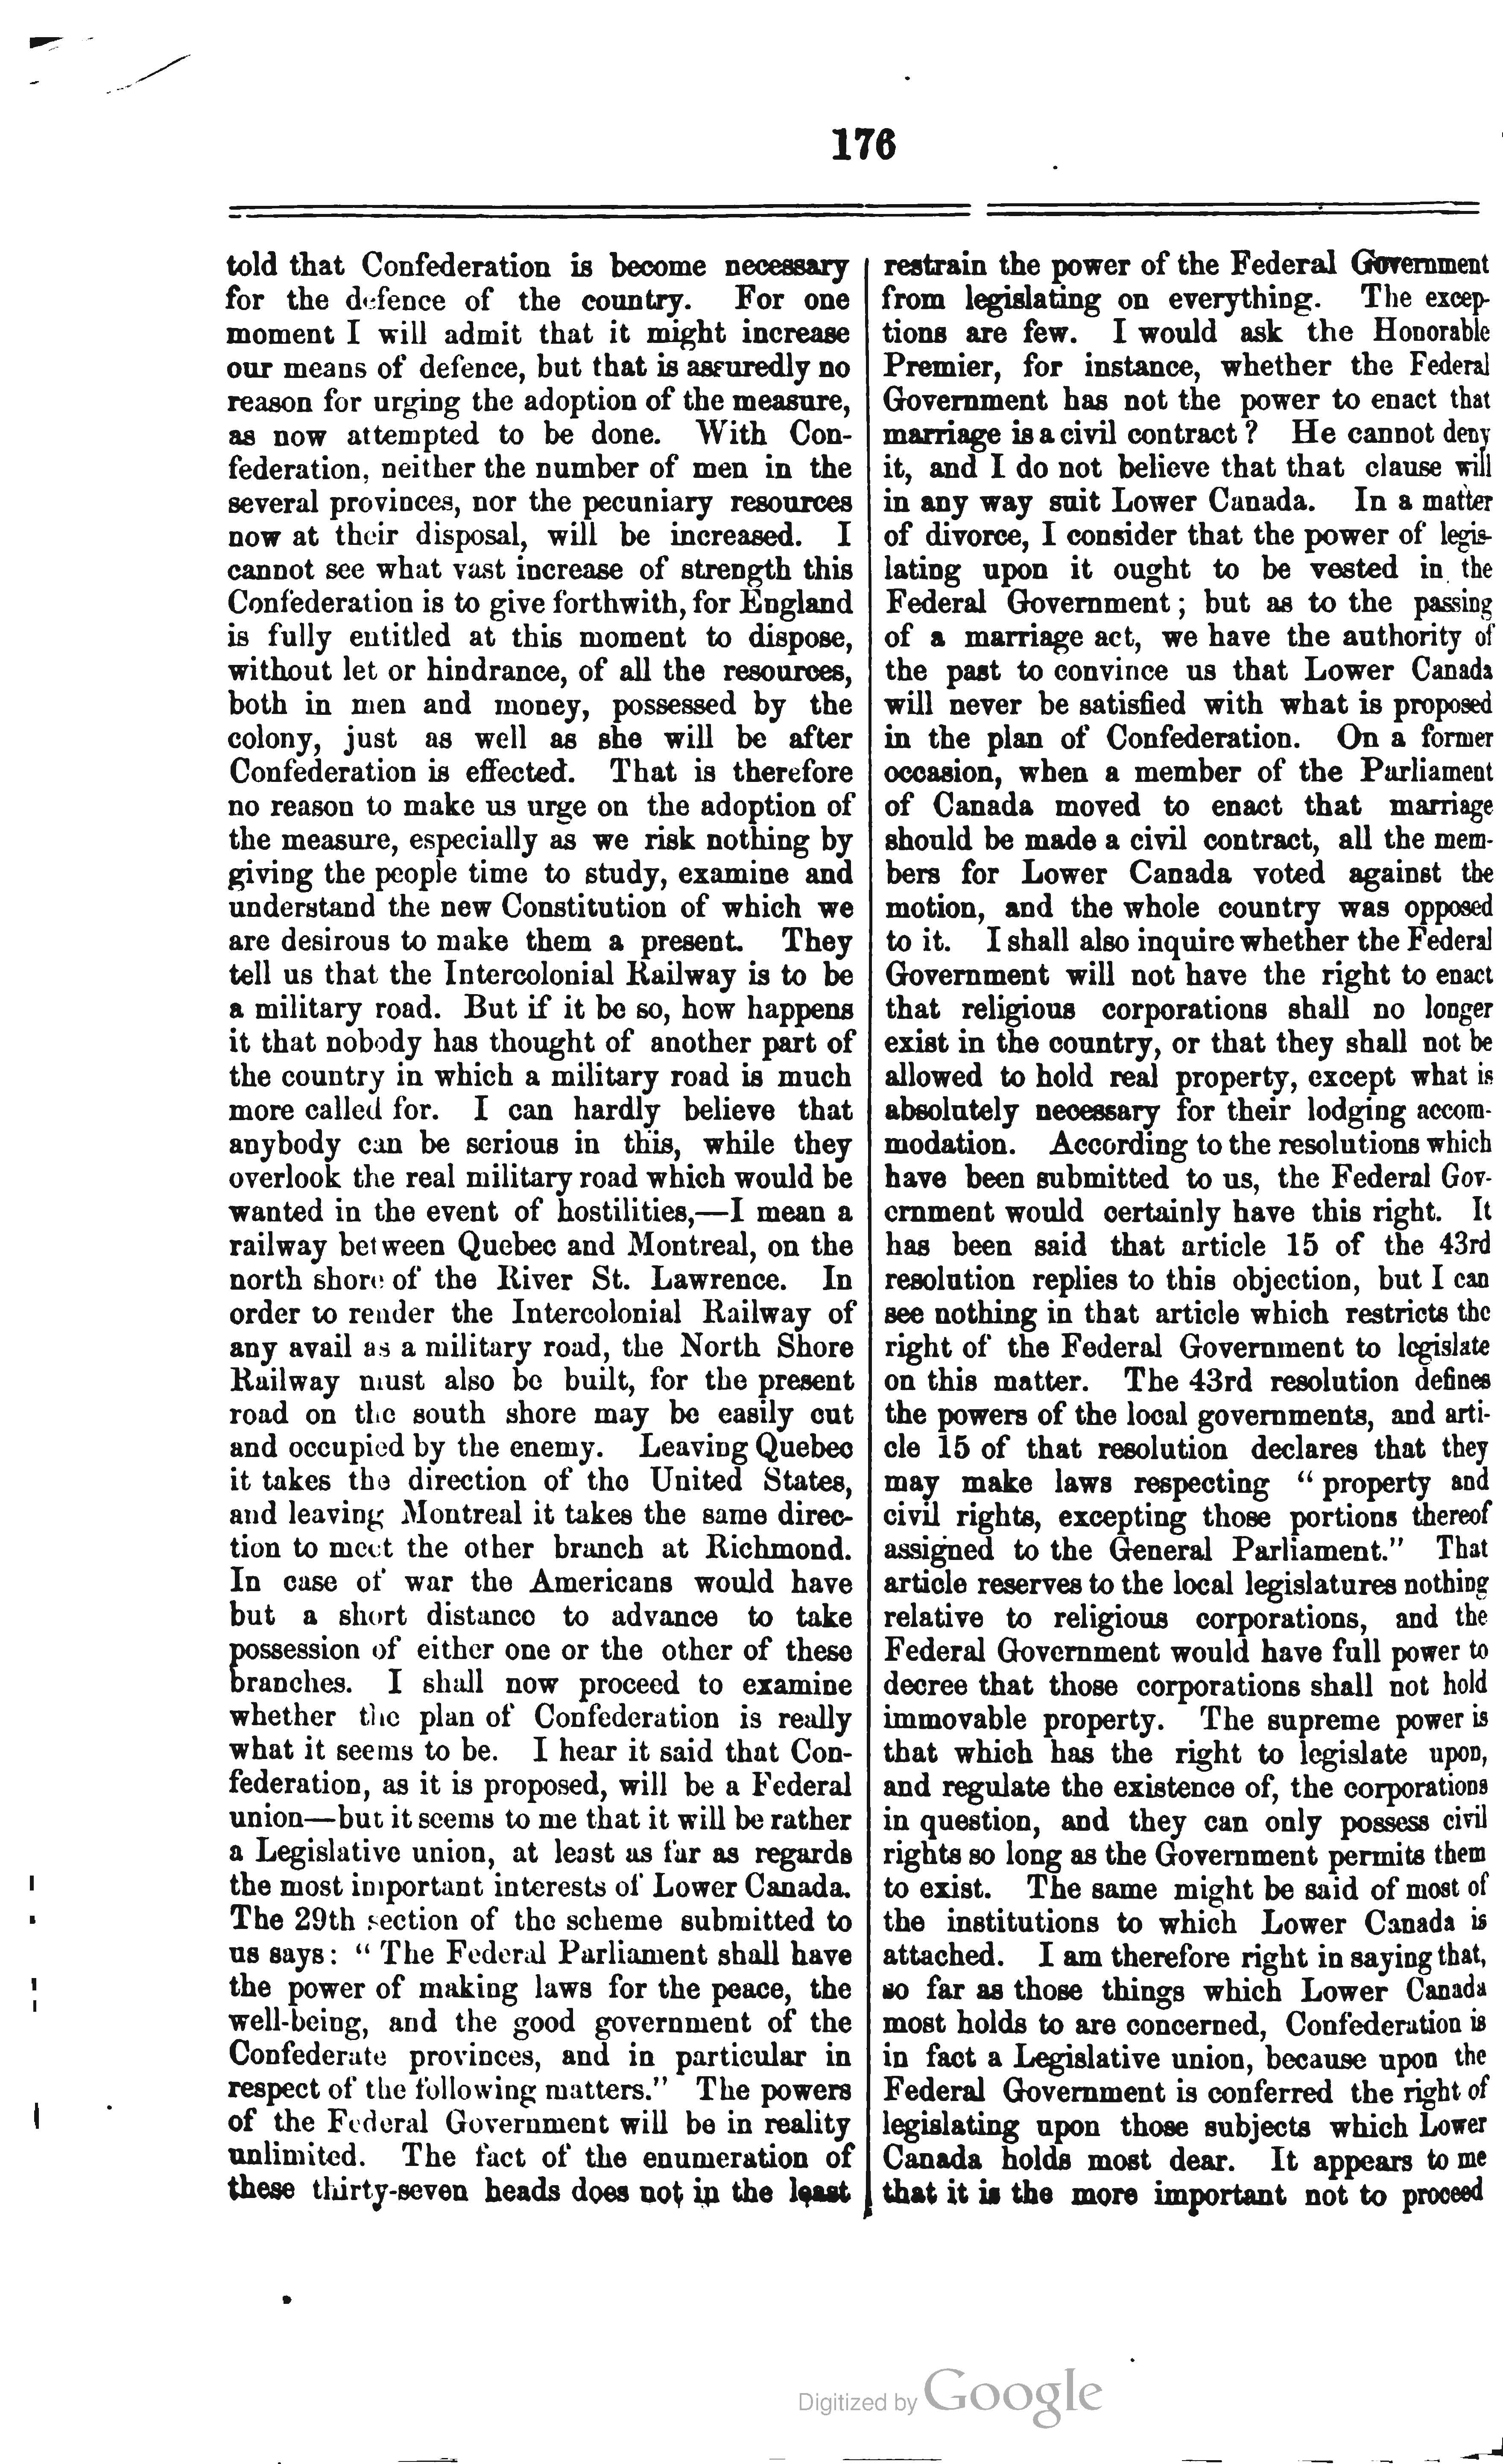 176
told that Confederation is become necessary
for the defence of the country. For one
moment I will admit that it might increase
our means of defence, but that is assuredly no
reason for urging the adoption of the measure,
as now attempted to be done. With Con-
federation, neither the number of men in the
several provinces, nor the pecuniary resources
now at their disposal, will be increased. I
cannot see what vast increase of strength this
Confederation is to give forthwith, for England
is fully entitled at this moment to dispose,
without let or hindrance, of all the resources,
both in men and money, possessed by the
colony, just as well as she will be after
Confederation is effected. That is therefore
no reason to make us urge on the adoption of
the measure, especially as we risk nothing by
giving the people time to study, examine and
understand the new Constitution of which we
are desirous to make them a present. They
tell us that the Intercolonial Railway is to be
a military road. But if it be so, how happens
it that nobody has thought of another part of
the country in which a military road is much
more called for. I can hardly believe that
anybody can be serious in this, while they
overlook the real military road which would be
wanted in the event of hostilities,—I mean a
railway between Quebec and Montreal, on the
north shore of the River St. Lawrence. In
order to render the Intercolonial Railway of
any avail as a military road, the North Shore
Railway must also be built, for the present
road on the south shore may be easily cut
and occupied by the enemy. Leaving Quebec
it takes the direction of the United States,
and leaving Montreal it takes the same direc-
tion to meet the other branch at Richmond.
In case of war the Americans would have
but a short distance to advance to take
possession of either one or the other of these
branches. I shall now proceed to examine
whether the plan of Confederation is really
what it seems to be. I hear it said that Con-
federation, as it is proposed, will be a Federal
union—but it seems to me that it will be rather
a Legislative union, at least as far as regards
the most important interests of Lower Canada.
The 29th section of the scheme submitted to
us says: “ The Federal Parliament shall have
the power of making laws for the peace, the
well-being, and the good government of the
Confederate provinces, and in particular in
respect of the following matters.” The powers
of the Federal Government will be in reality
unlimited. The fact of the enumeration of
these thirty-seven heads does not in the least
restrain the power of the Federal Government
from legislating on everything. The excep-
tions are few. I would ask the Honorable
Premier, for instance, whether the Federal
Government has not the power to enact that
marriage is a civil contract ? He cannot deny
it, and I do not believe that that clause will
in any way suit Lower Canada. In a matter
of divorce, I consider that the power of legis-
lating upon it ought to be vested in the
Federal Government ; but as to the passing
of a marriage act, we have the authority of
the past to convince us that Lower Canada
will never be satisfied with what is proposed
in the plan of Confederation. On a former
occasion, when a member of the Parliament
of Canada moved to enact that marriage
should be made a civil contract, all the mem-
bers for Lower Canada voted against the
motion, and the whole country was opposed
to it. I shall also inquire whether the Federal
Government will not have the right to enact
that religious corporations shall no longer
exist in the country, or that they shall not be
allowed to hold real property, except what is
absolutely necessary for their lodging accom-
modation. According to the resolutions which
have been submitted to us, the Federal Gov-
ernment would certainly have this right. It
has been said that article 15 of the 43rd
resolution replies to this objection, but I can
see nothing in that article which restricts the
right of the Federal Government to legislate
on this matter. The 43rd resolution defines
the powers of the local governments, and arti-
cle 15 of that resolution declares that they
may make laws respecting “ property and
civil rights, excepting those portions thereof
assigned to the General Parliament.” That
article reserves to the local legislatures nothing
relative to religious corporations, and the
Federal Government would have full power to
decree that those corporations shall not hold
immovable property. The supreme power is
that which has the right to legislate upon,
and regulate the existence of, the corporations
in question, and they can only possess civil
rights so long as the Government permits them
to exist. The same might be said of most of
the institutions to which Lower Canada is
attached. I am therefore right in saying that,
so far as those things which Lower Canada
most holds to are concerned, Confederation is
in fact a Legislative union, because upon the
Federal Government is conferred the right of
legislating upon those subjects which Lower
Canada holds most dear. It appears to me
that it is the more important not to proceed
Digitized by Google